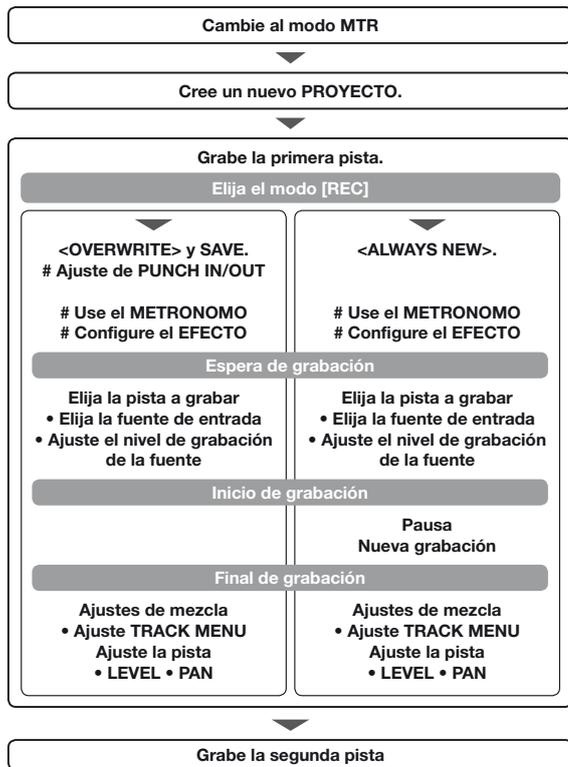 Cambie al modo MTR
Cree un nuevo PROYECTO.
Grabe la primera pista.
Elija el modo [REC]
<OVERWRITE> y SAVE.
# Ajuste de PUNCH IN/OUT
# Use el METRONOMO
# Configure el EFECTO
<ALWAYS NEW>.
# Use el METRONOMO
# Configure el EFECTO
Espera de grabación
Elija la pista a grabar
• Elija la fuente de entrada
• Ajuste el nivel de grabación
de la fuente
Elija la pista a grabar
• Elija la fuente de entrada
• Ajuste el nivel de grabación
de la fuente
Inicio de grabación
Pausa
Nueva grabación
Final de grabación
Ajustes de mezcla
• Ajuste TRACK MENU
Ajuste la pista
• LEVEL • PAN
Ajustes de mezcla
• Ajuste TRACK MENU
Ajuste la pista
• LEVEL • PAN
Grabe la segunda pista